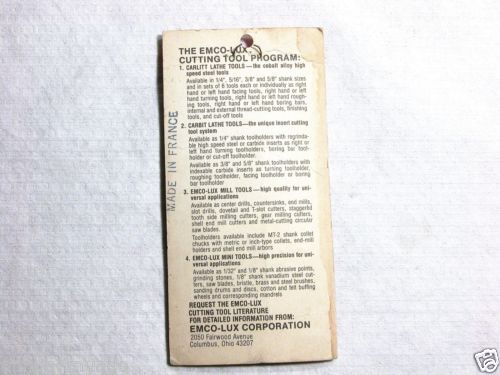 THE EMCO-LUX
CUTTING TOOL PROGRAM:
1. CARLITT LATHE TOOLS—the cobalt alloy high
speed steel tools
Available in 1/4", 5/16", 3/8" and 5/8" shank sizes
and in sets of 6 tools each or individually as right
hand or left hand facing tools, right hand or left
hand turning tools, right hand or left hand rough-
ing tools, right hand or left hand boring bars,
internal and external thread-cutting tools, finishing
tools, and cut-off tools
2. CARBIT LATHE TOOLS—the unique insert cutting
tool system
Available as 1/4" shank toolholders with regrinda-
ble high speed steel or carbide inserts as right or
left hand turning toolholders, boring bar tool-
holder or cut-off toolholder.
Available as 3/8" and 5/8" shank toolholders with
indexable carbide inserts as turning toolholder,
roughing toolholder, facing toolholder or boring
bar toolholder
3. EMCO-LUX MILL TOOLS—high quality for uni-
versal applications
Available as center drills, countersinks, end mills,
slot drills, dovetail and T-slot cutters, staggered
tooth side milling cutters, gear milling cutters,
shell end mill cutters and metal-cutting circular
saw blades.
Toolholders available include MT-2 shank collet
chucks with metric or inch-type collets, end-mill
holders and shell end mill arbors
4. EMCO-LUX MINI TOOLS—high precision for uni-
versal applications
Available as 1/32" and 1/8" shank abrasive points,
grinding stones, 1/8" shank vanadium steel cut-
ters, saw blades, bristle, brass and steel brushes,
sanding drums and discs, cotton and felt buffing
wheels and corresponding mandrels
REQUEST THE EMCO-LUX
CUTTING TOOL LITERATURE
FOR DETAILED INFORMATION FROM:
EMCO-LUX CORPORATION
2050 Fairwood Avenue
Columbus, Ohio 43207
MADE IN FRANCE